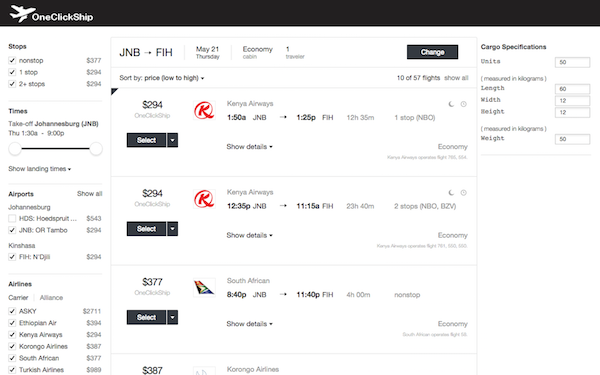 OneClickShip
Stops
nonstop $377
1 stop $294
2+ stops $294
Times
Take-off Johannesburg (JNB)
Thu 1:30a - 9:00p
Show landing times
Airports Show all
Johannesburg
HDS: Hoedspruit ... $543
JNB: OR Tambo $294
Kinshasa
FIH: N'Djili $294
Airlines
Carrier Alliance
ASKY $2711
Ethiopian Air $394
Kenya Airways $294
Korongo Airlines $387
South African $377
Turkish Airlines $989
JNB → FIH May 21 Economy 1 Change
Thursday cabin traveler
Sort by: price (low to high) 10 of 57 flights show all
$294 Kenya Airways
OneClickShip 1:50a JNB → 1:25p FIH 12h 35m 1 stop (NBO)
Select Show details Economy
Kenya Airways operates flight
$294 Kenya Airways
OneClickShip 12:35p JNB → 11:15a FIH 23h 40m 2 stops (NBO, BZV)
Select Show details Economy
Kenya Airways operates flight
$377 South African
OneClickShip 8:40p JNB → 11:40p FIH 4h 00m nonstop
Select Show details Economy
South African operates flight
$387 Korongo Airlines
Cargo Specifications
Units 50
( measured in kilograms )
Length 60
Width 12
Height 12
( measured in kilograms )
Weight 50